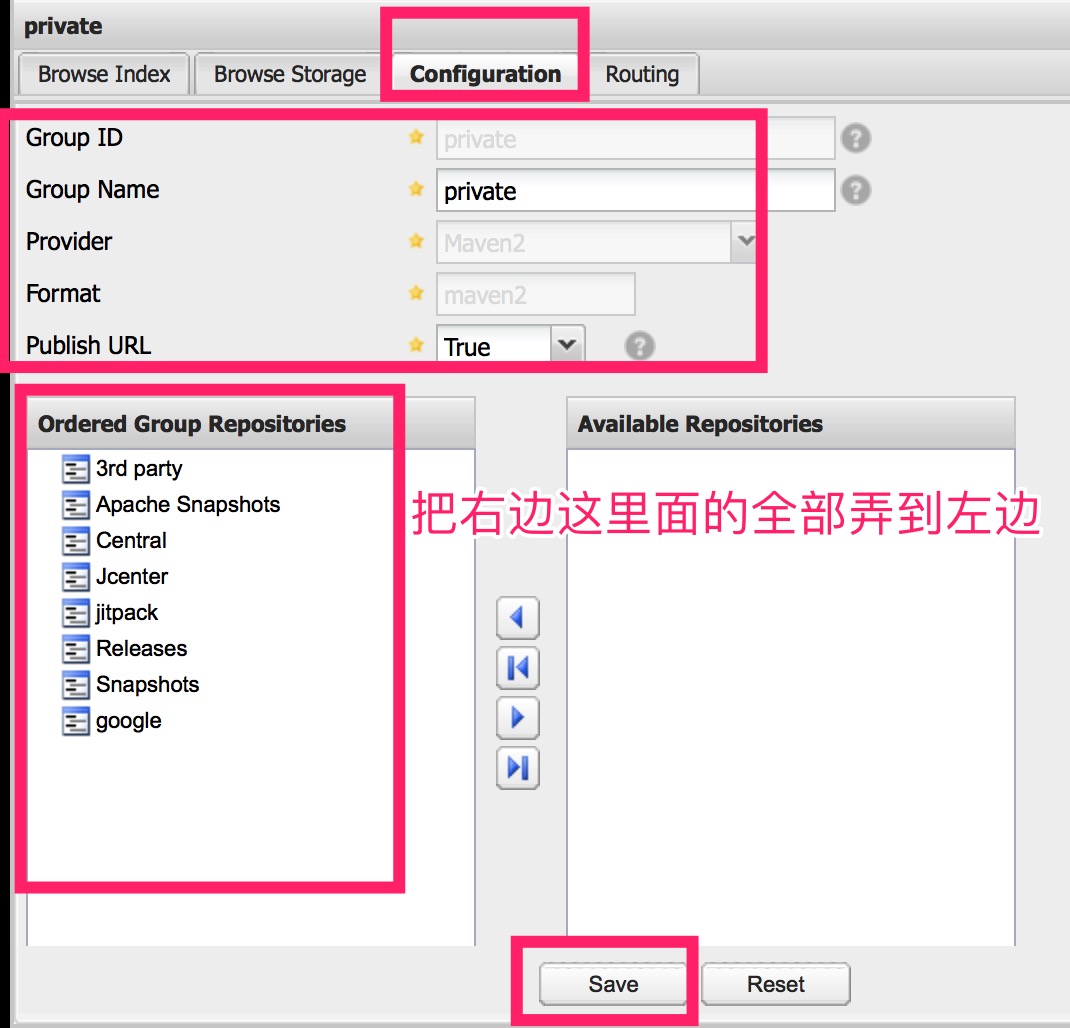 private
Browse Index Browse Storage Configuration Routing
Group ID private ?
Group Name private ?
Provider Maven2
Format maven2
Publish URL True ?
Ordered Group Repositories Available Repositories
3rd party
Apache Snapshots
把右边这里面的全部弄到左边
Central
Jcenter
jitpack
Releases
Snapshots
google
Save Reset